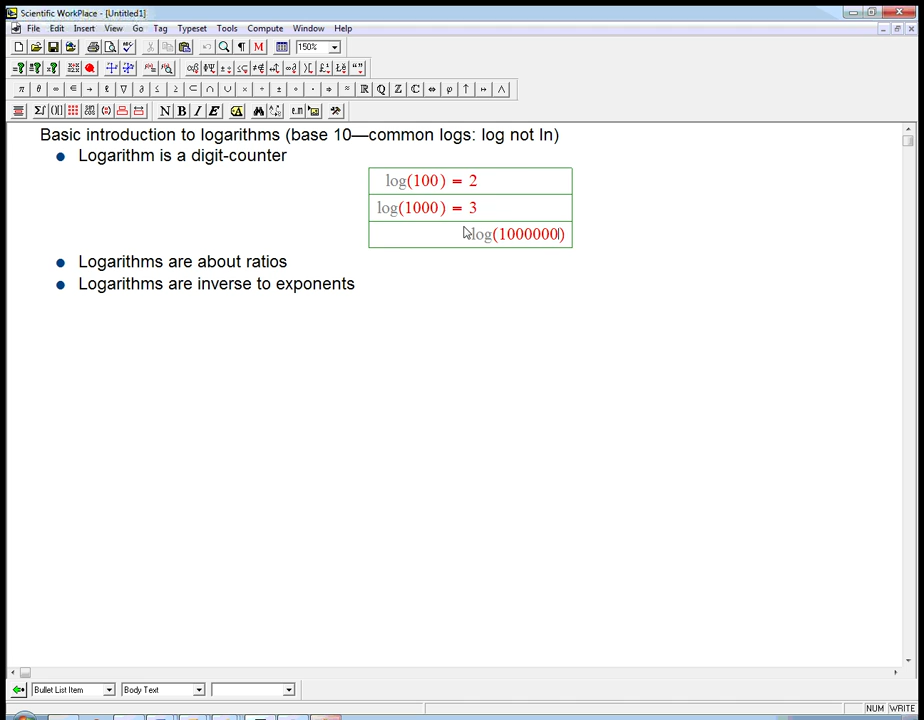 Scientific WorkPlace - [Untitled1]
File Edit Insert View Go Tag Typeset Tools Compute Window Help
150%
N B I E
Basic introduction to logarithms (base 10—common logs: log not ln)
Logarithm is a digit-counter
log(100) = 2
log(1000) = 3
log(1000000)
Logarithms are about ratios
Logarithms are inverse to exponents
Bullet List Item Body Text
NUM WRITE